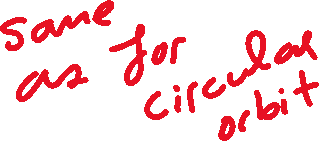 same
as for
circular
orbit